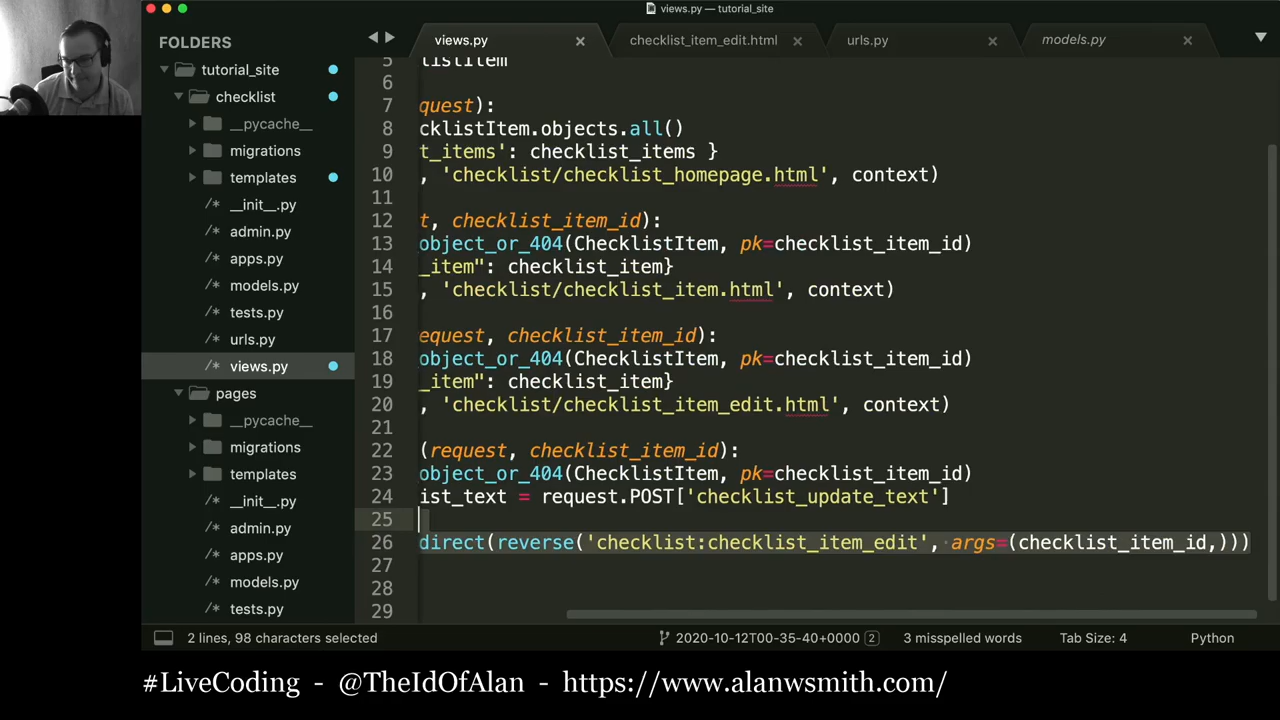 views.py — tutorial_site
FOLDERS
tutorial_site
checklist
__pycache__
migrations
templates
/* __init__.py
/* admin.py
/* apps.py
/* models.py
/* tests.py
/* urls.py
/* views.py
pages
__pycache__
migrations
templates
/* __init__.py
/* admin.py
/* apps.py
/* models.py
/* tests.py
views.py
checklist_item_edit.html
urls.py
models.py
5 listItem
6
7 quest):
8 cklistItem.objects.all()
9 t_items': checklist_items }
10 , 'checklist/checklist_homepage.html', context)
11
12 t, checklist_item_id):
13 object_or_404(ChecklistItem, pk=checklist_item_id)
14 _item": checklist_item}
15 , 'checklist/checklist_item.html', context)
16
17 equest, checklist_item_id):
18 object_or_404(ChecklistItem, pk=checklist_item_id)
19 _item": checklist_item}
20 , 'checklist/checklist_item_edit.html', context)
21
22 (request, checklist_item_id):
23 object_or_404(ChecklistItem, pk=checklist_item_id)
24 ist_text = request.POST['checklist_update_text']
25
26 direct(reverse('checklist:checklist_item_edit', args=(checklist_item_id,)))
27
28
29
2 lines, 98 characters selected
2020-10-12T00-35-40+0000 2
3 misspelled words
Tab Size: 4
Python
#LiveCoding - @TheIdOfAlan - https://www.alanwsmith.com/